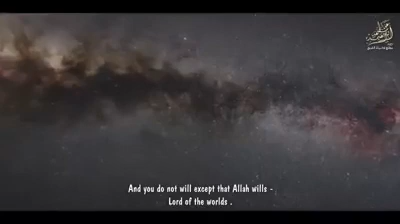 And you do not will except that Allah wills -
Lord of the worlds .